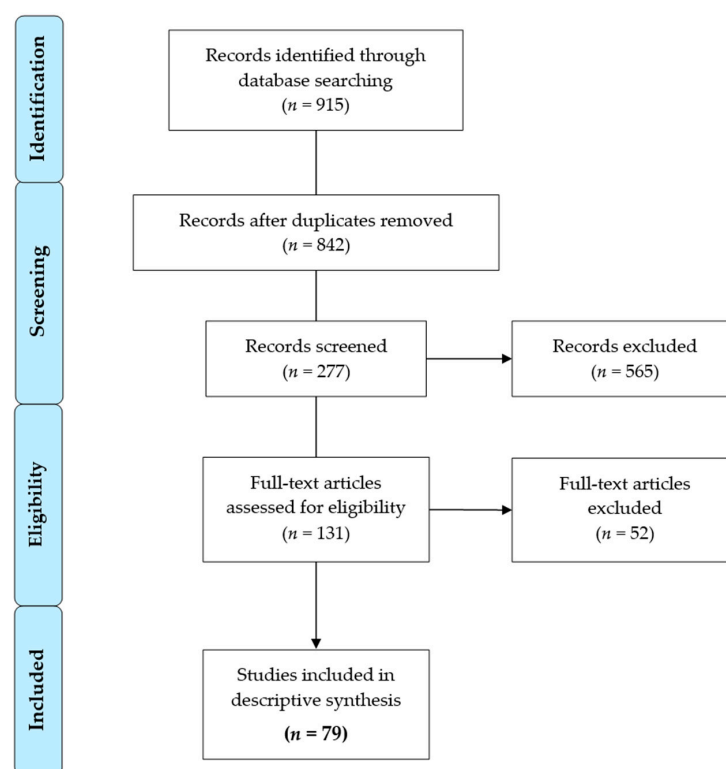 Identification
Records identified through
database searching
(n = 915)
Screening
Records after duplicates removed
(n = 842)
Records screened
(n = 277)
Records excluded
(n = 565)
Eligibility
Full-text articles
assessed for eligibility
(n = 131)
Full-text articles
excluded
(n = 52)
Included
Studies included in
descriptive synthesis
(n = 79)